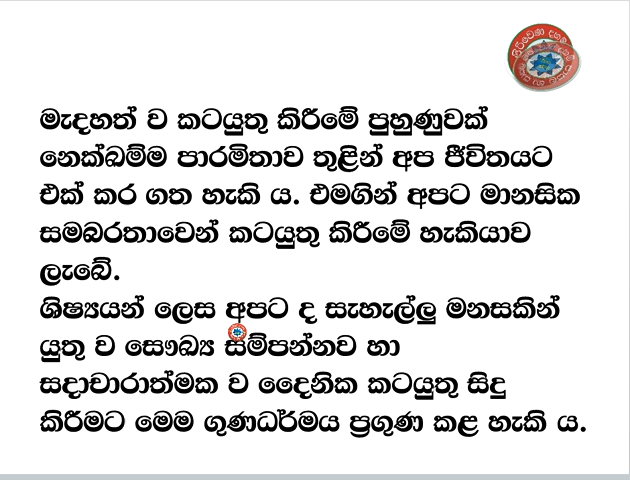 මැදහත් ව කටයුතු කිරීමේ පුහුණුවක්
නෙක්ඛම්ම පාරමිතාව තුළින් අප ජීවිතයට
එක් කර ගත හැකි ය. එමගින් අපට මානසික
සමබරතාවෙන් කටයුතු කිරීමේ හැකියාව
ලැබේ.
ශිෂ්‍යයන් ලෙස අපට ද සැහැල්ලු මනසකින්
යුතු ව සෞඛ්‍ය සම්පන්නව හා
සදාචාරාත්මක ව දෛනික කටයුතු සිදු
කිරීමට මෙම ගුණධර්මය ප්‍රගුණ කළ හැකි ය.